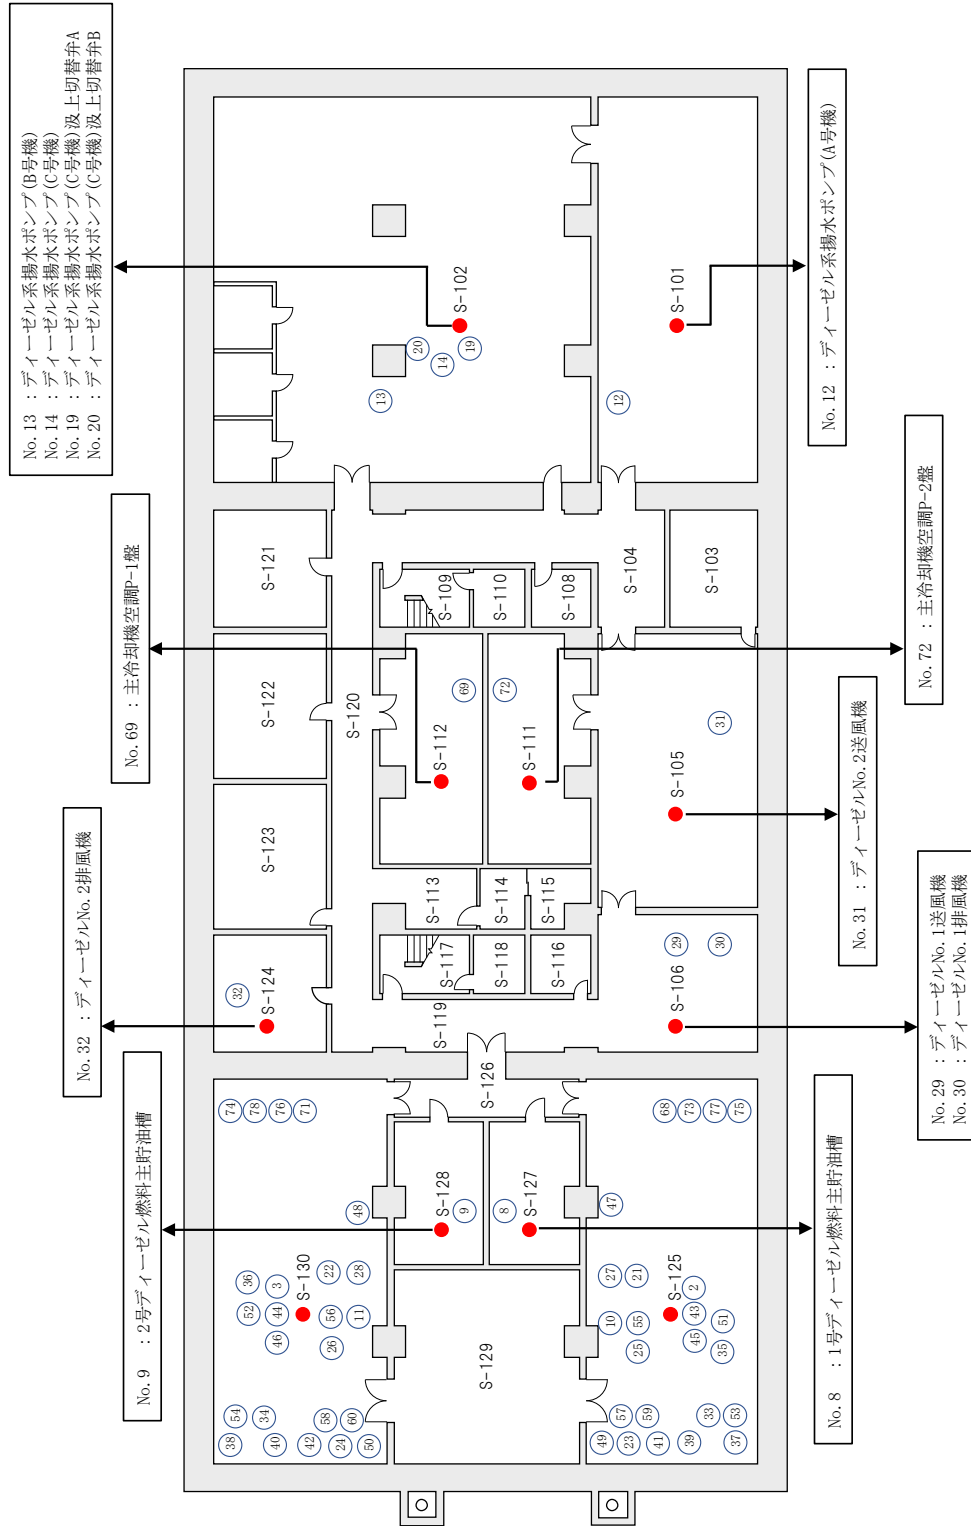 No.13 ：ディーゼル系揚水ポンプ(B号機)
No.14 ：ディーゼル系揚水ポンプ(C号機)
No.19 ：ディーゼル系揚水ポンプ(C号機)汲上切替弁A
No.20 ：ディーゼル系揚水ポンプ(C号機)汲上切替弁B
No.69 ：主冷却機空調P-1盤
No.32 ：ディーゼルNo.2排風機
No.9 ：2号ディーゼル燃料主貯油槽
No.12 ：ディーゼル系揚水ポンプ(A号機)
No.72 ：主冷却機空調P-2盤
No.31 ：ディーゼルNo.2送風機
No.29 ：ディーゼルNo.1送風機
No.30 ：ディーゼルNo.1排風機
No.8 ：1号ディーゼル燃料主貯油槽
S-102
20
14
19
13
S-101
12
S-121
S-122
S-123
S-124
32
S-120
S-109
S-110
S-108
S-104
S-103
S-112
69
S-111
72
S-105
31
S-113
S-114
S-115
S-117
S-118
S-116
S-119
S-106
29
30
S-126
74
78
76
71
68
73
77
75
S-128
9
S-127
8
48
47
S-130
36
3
22
28
52
44
56
11
46
26
54
34
58
60
38
40
42
24
50
S-129
S-125
27
21
2
10
55
43
51
25
45
35
57
59
33
53
49
23
41
39
37